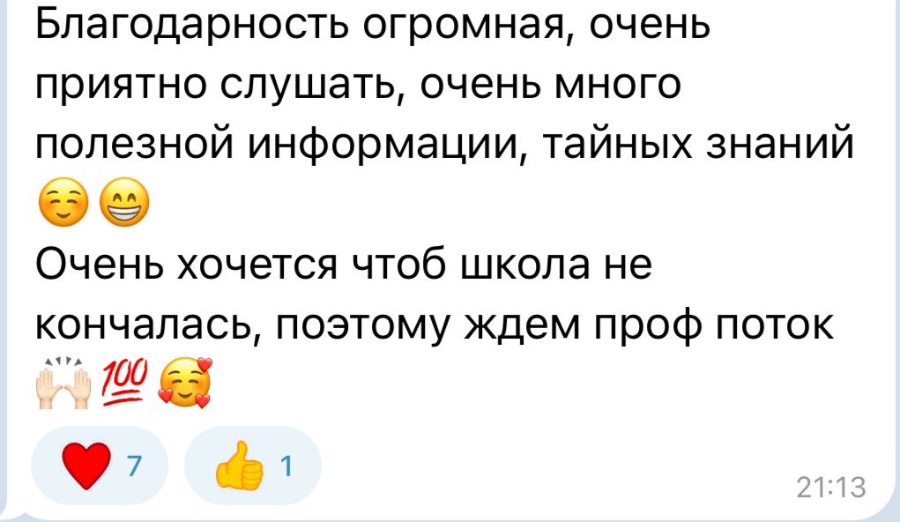 Благодарность огромная, очень
приятно слушать, очень много
полезной информации, тайных знаний
☺️😁
Очень хочется чтоб школа не
кончалась, поэтому ждем проф поток
🙌🏻💯🥰
❤️ 7 👍 1
21:13